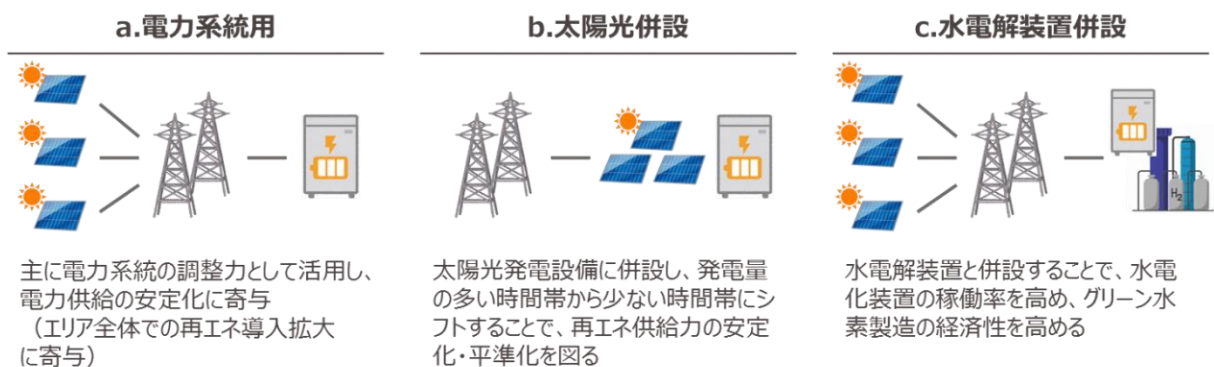 a.電力系統用
主に電力系統の調整力として活用し、
電力供給の安定化に寄与
（エリア全体での再エネ導入拡大
に寄与）
b.太陽光併設
太陽光発電設備に併設し、発電量
の多い時間帯から少ない時間帯にシ
フトすることで、再エネ供給力の安定
化・平準化を図る
c.水電解装置併設
H2
水電解装置と併設することで、水電
化装置の稼働率を高め、グリーン水
素製造の経済性を高める